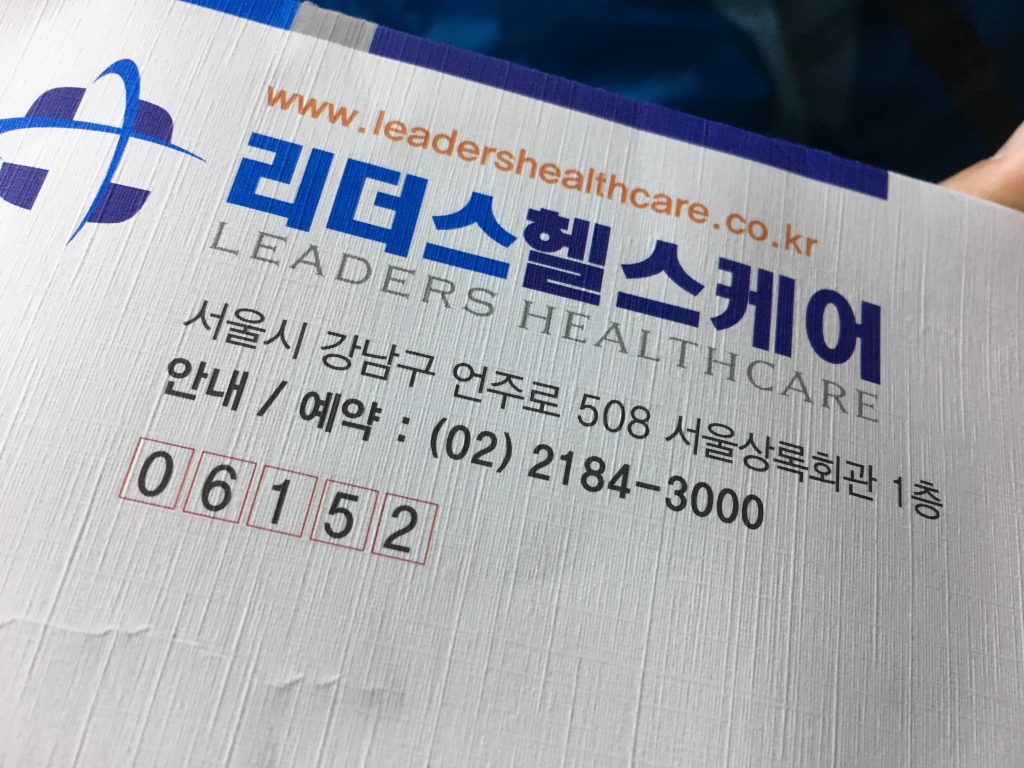 www.leadershealthcare.co.kr
리더스헬스케어
LEADERS HEALTHCARE
서울시 강남구 언주로 508 서울상록회관 1층
안내 / 예약 : (02) 2184-3000
06152